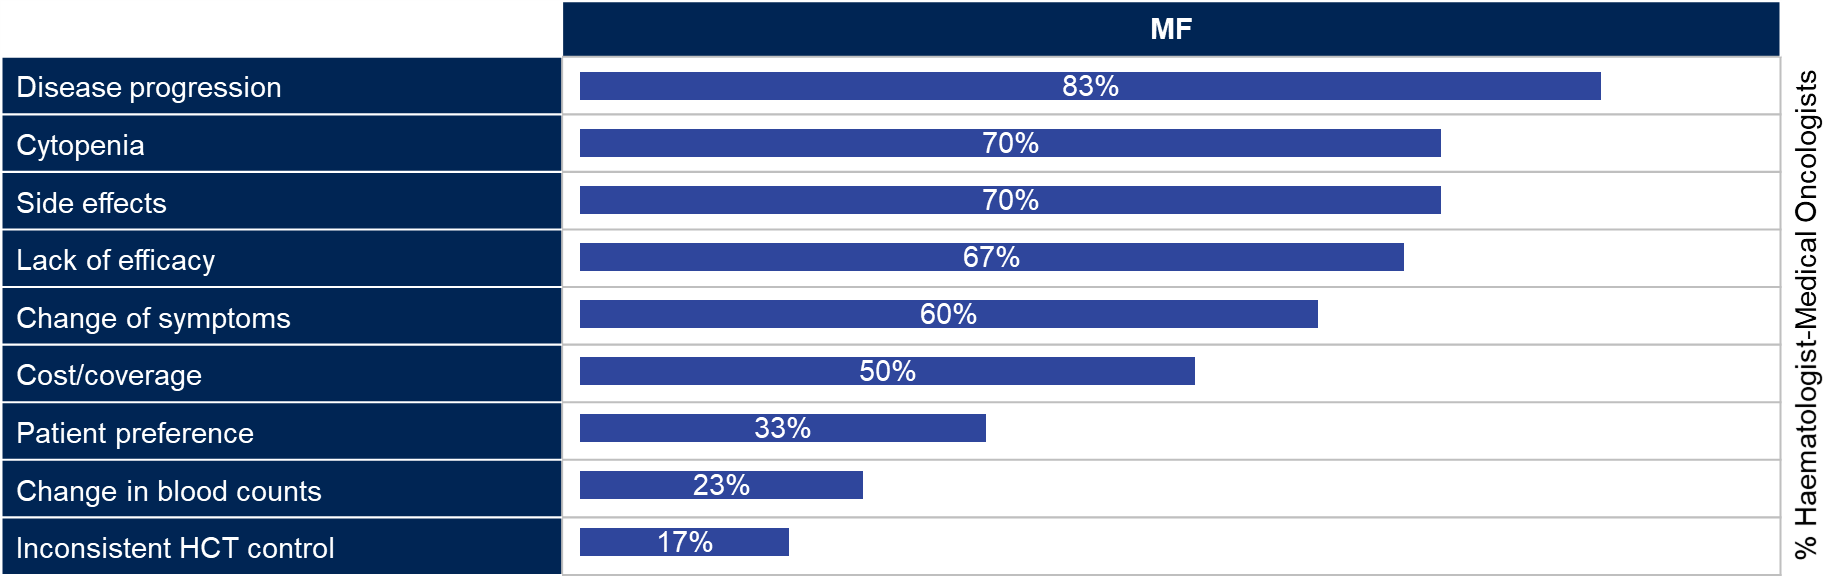 MF
Disease progression 83%
Cytopenia 70%
Side effects 70%
Lack of efficacy 67%
Change of symptoms 60%
Cost/coverage 50%
Patient preference 33%
Change in blood counts 23%
Inconsistent HCT control 17%
% Haematologist-Medical Oncologists